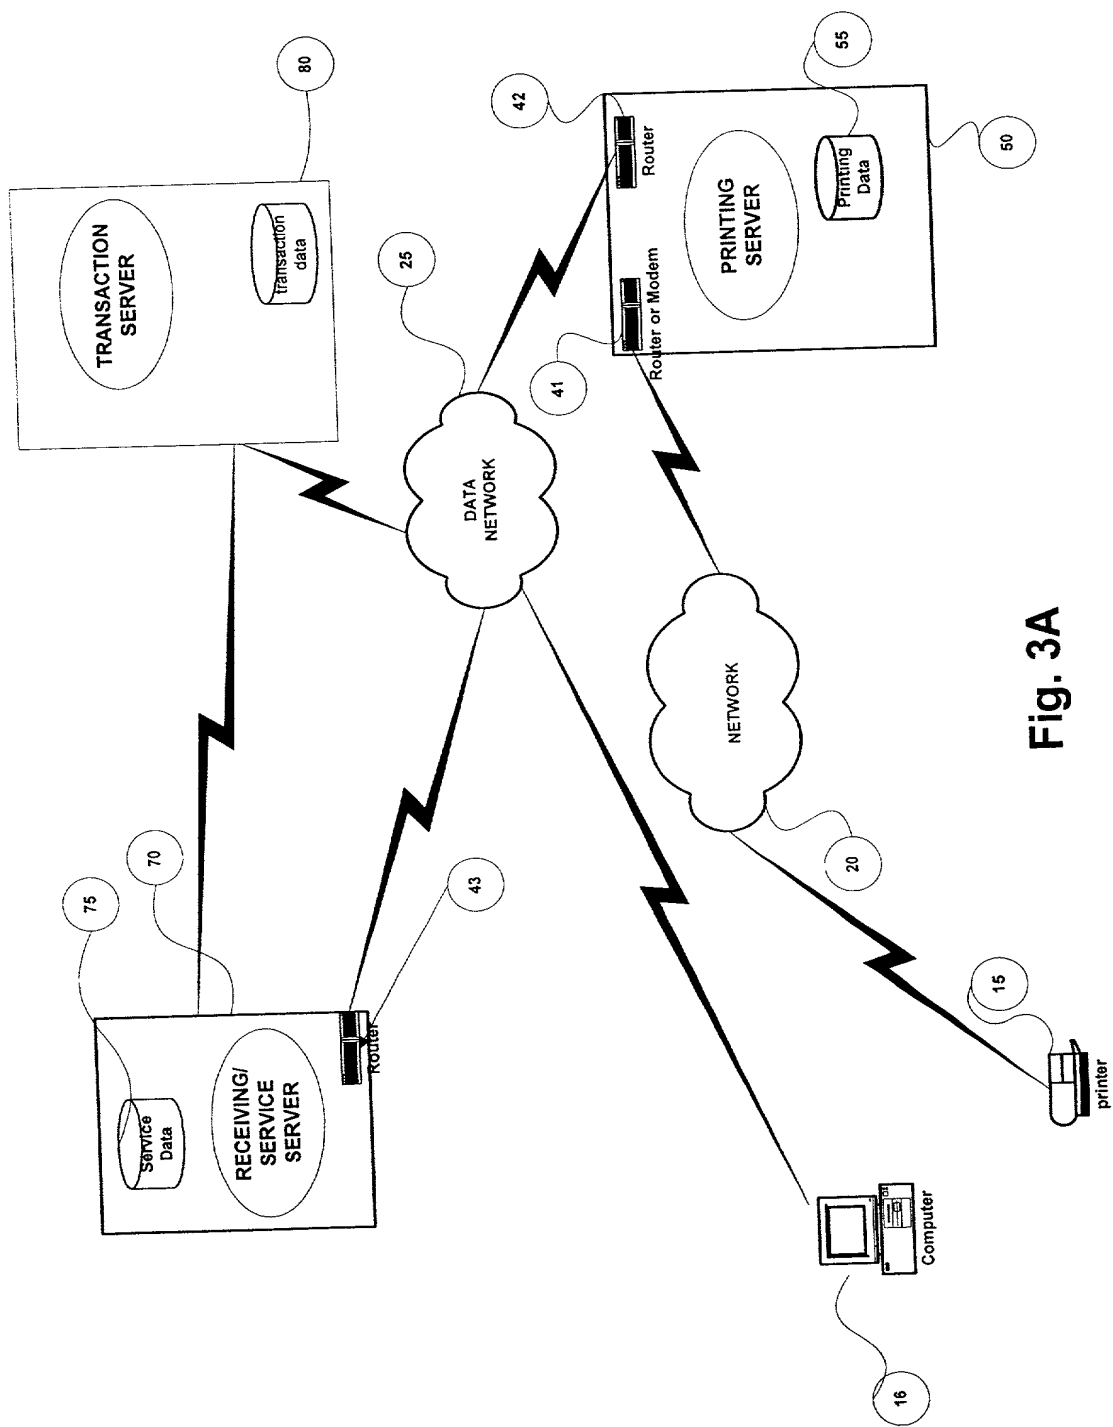 75
70
Service
Data
RECEIVING/
SERVICE
SERVER
Router
43
TRANSACTION
SERVER
transaction
data
80
25
DATA
NETWORK
42
Router
41
Router or Modem
PRINTING
SERVER
Printing
Data
55
50
NETWORK
20
16
Computer
15
printer
Fig. 3A